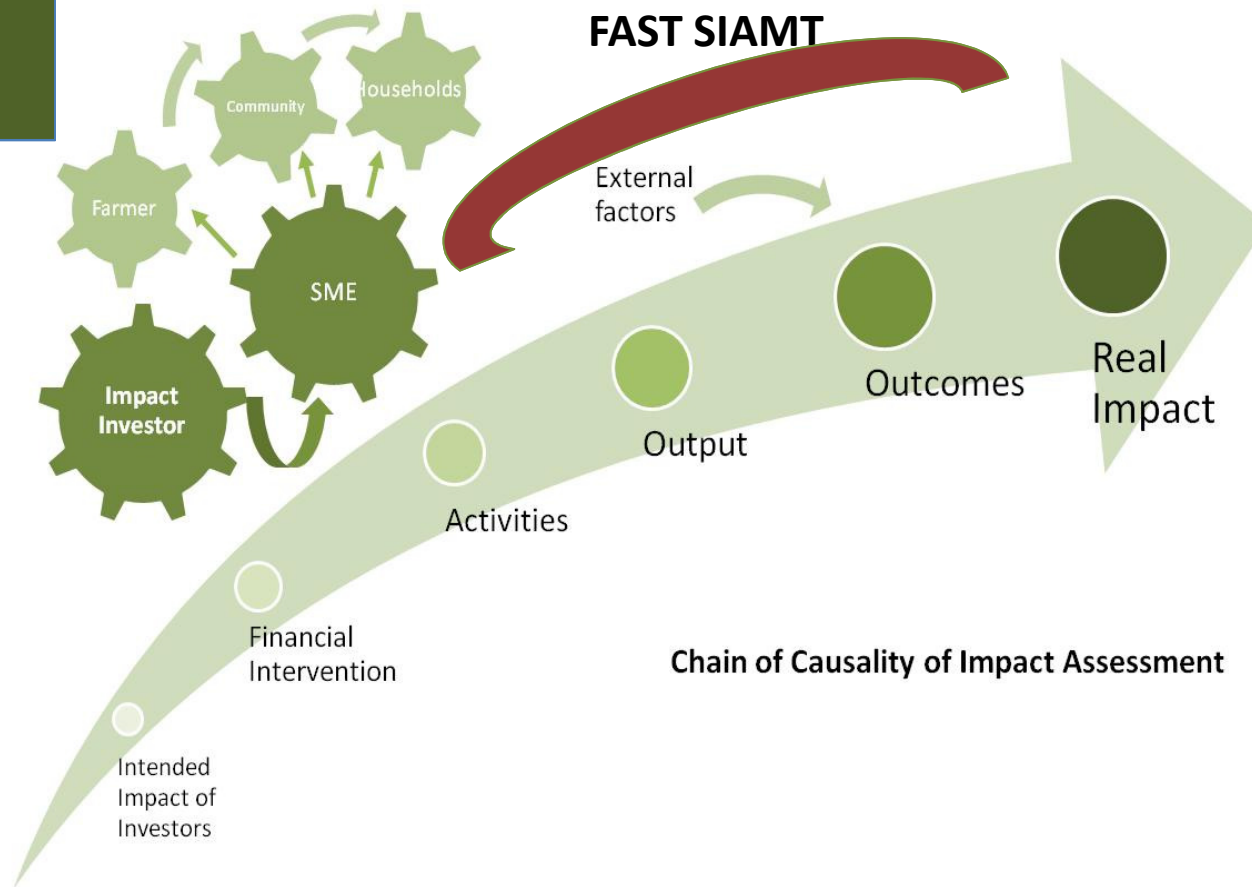 FAST SIAMT
Community
Households
Farmer
SME
Impact
Investor
External
factors
Real
Impact
Outcomes
Output
Activities
Financial
Intervention
Chain of Causality of Impact Assessment
Intended
Impact of
Investors